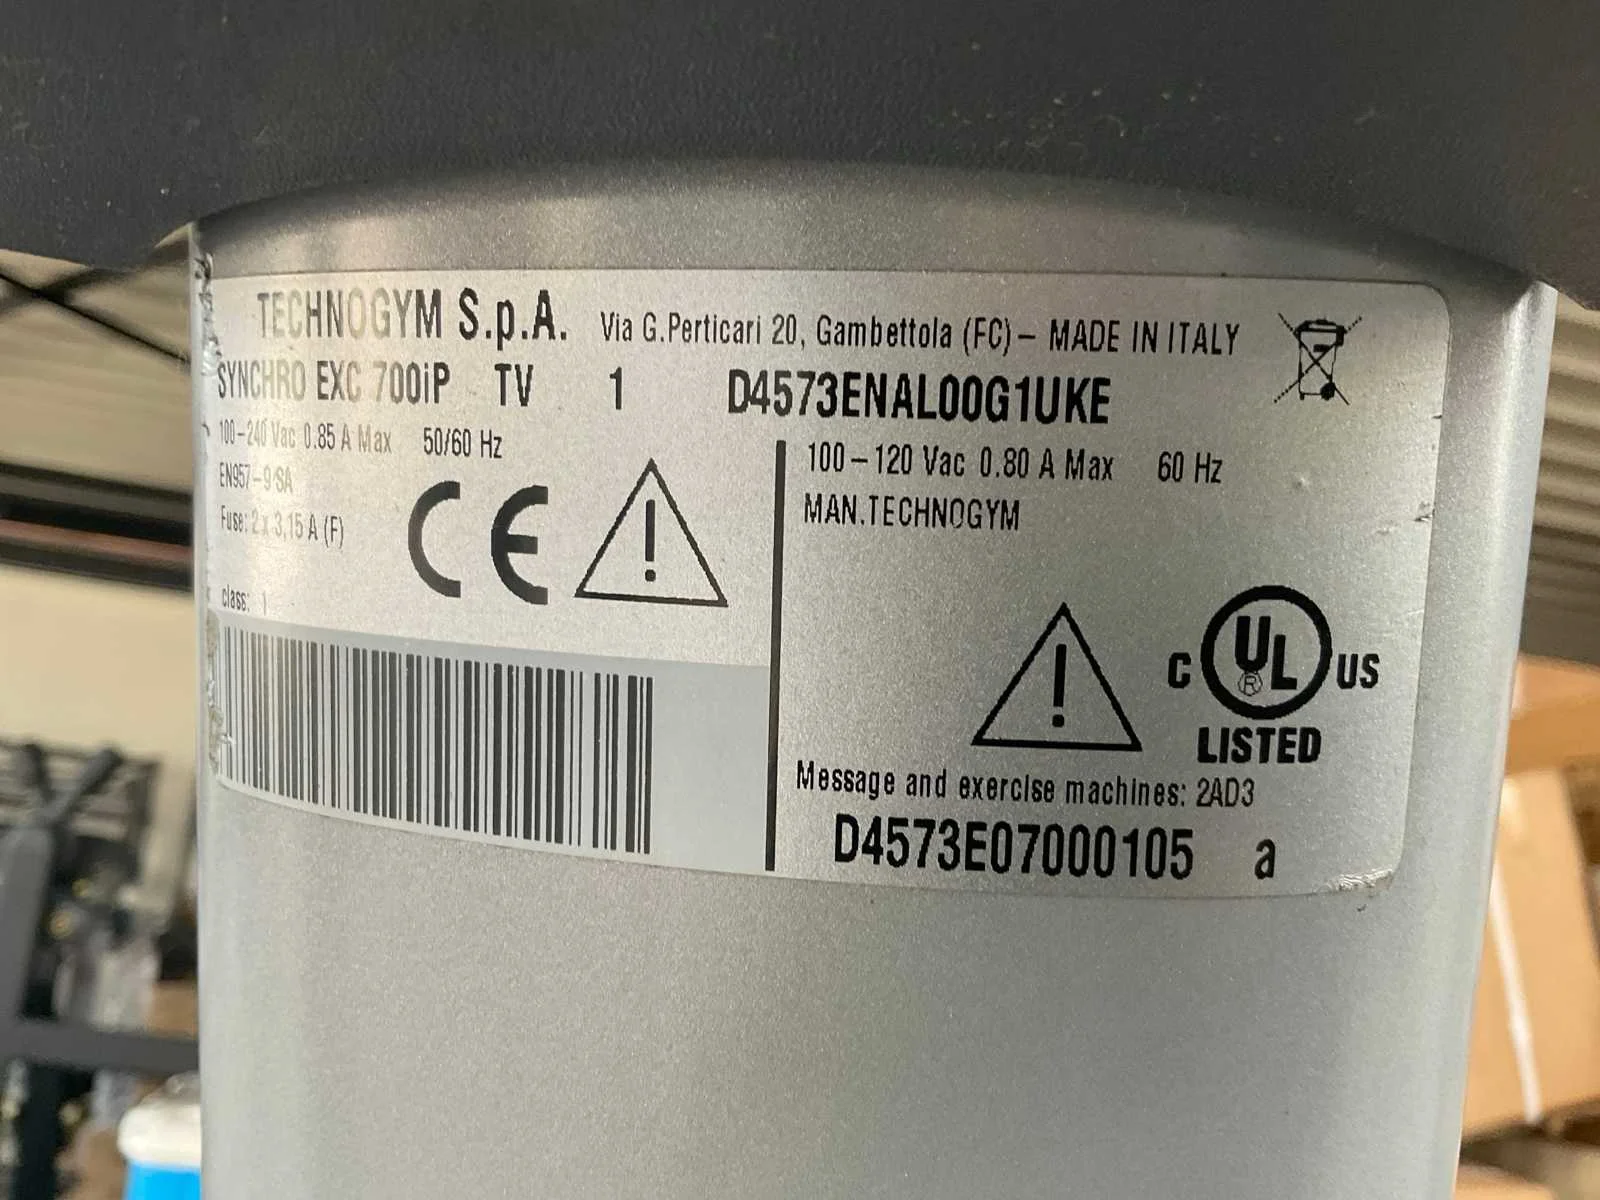 TECHNOGYM S.p.A. Via G.Perticari 20, Gambettola (FC) – MADE IN ITALY
SYNCHRO EXC 700iP TV 1 D4573ENAL00G1UKE
100-240 Vac 0.85 A Max 50/60 Hz
EN957-9 SA
Fuse: 2 x 3,15 A (F)
CE
class: 1
100–120 Vac 0.80 A Max 60 Hz
MAN.TECHNOGYM
C UL ® US
LISTED
Message and exercise machines: 2AD3
D4573E07000105 a